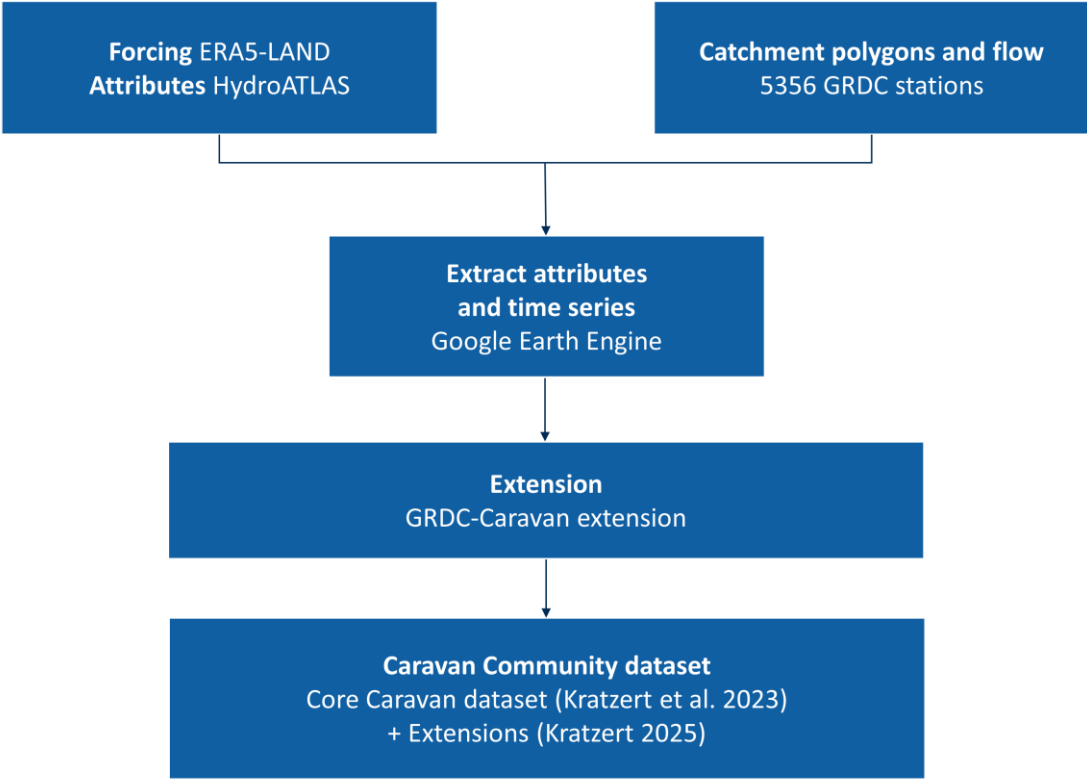 Forcing ERA5-LAND
Attributes HydroATLAS
Catchment polygons and flow
5356 GRDC stations
Extract attributes
and time series
Google Earth Engine
Extension
GRDC-Caravan extension
Caravan Community dataset
Core Caravan dataset (Kratzert et al. 2023)
+ Extensions (Kratzert 2025)